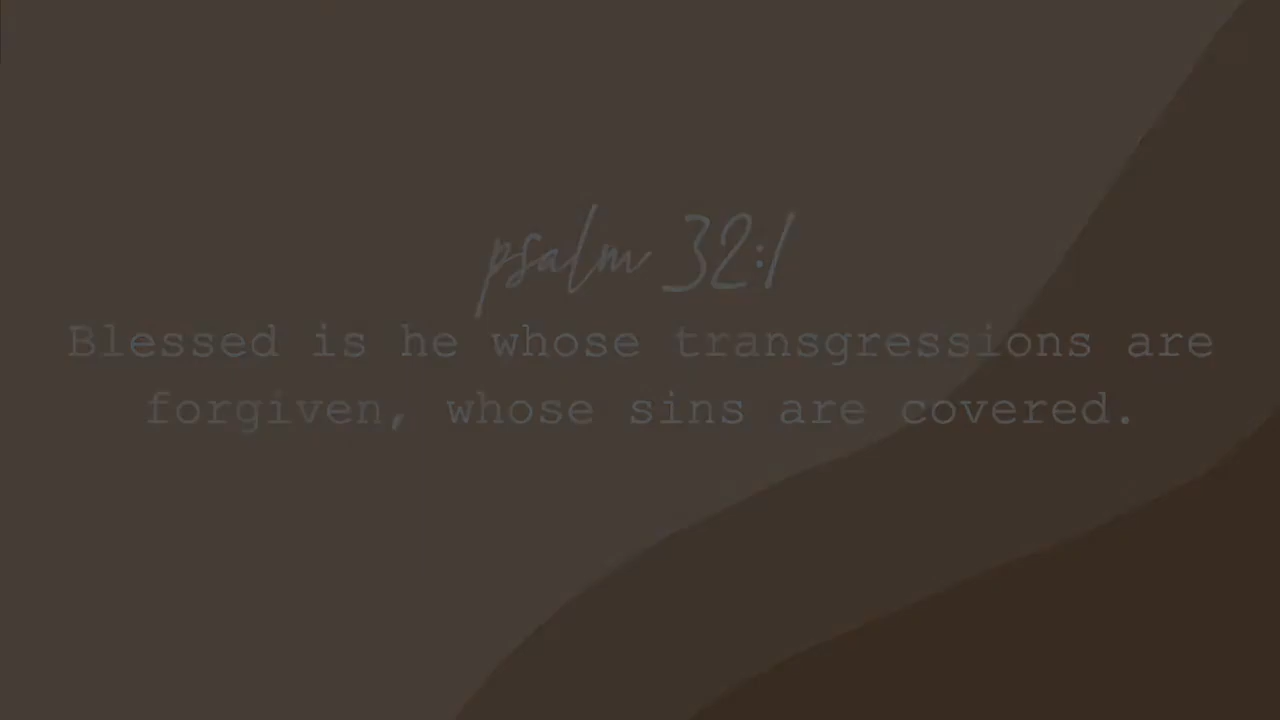 psalm 32:1
Blessed is he whose transgressions are
forgiven, whose sins are covered.